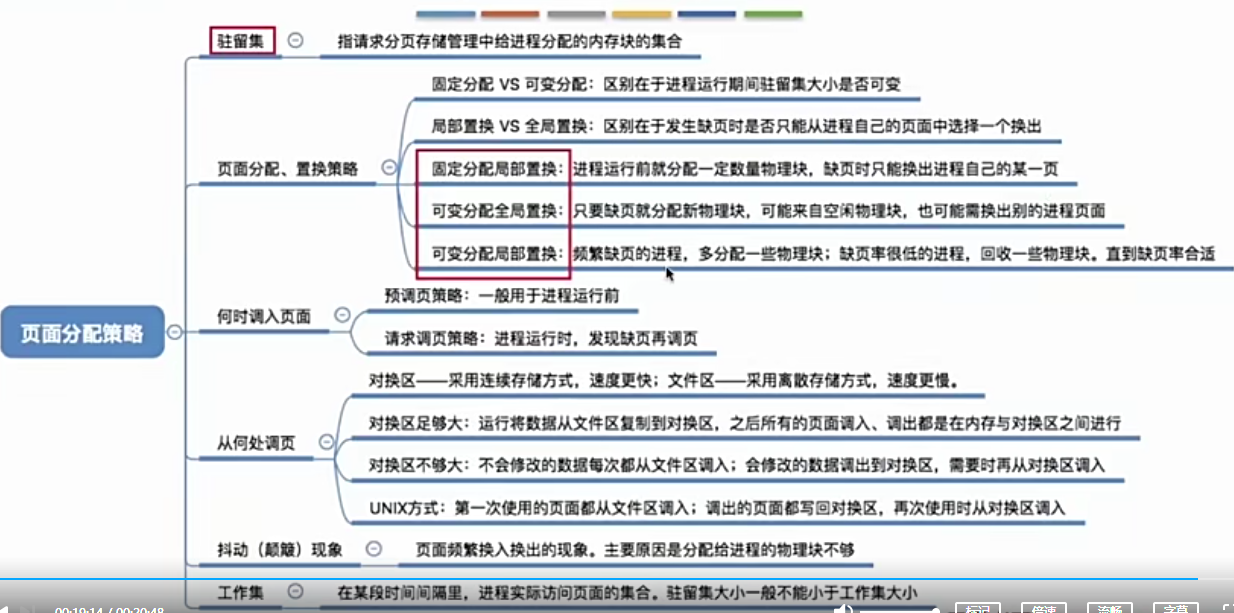 驻留集
指请求分页存储管理中给进程分配的内存块的集合
固定分配 VS 可变分配：区别在于进程运行期间驻留集大小是否可变
局部置换 VS 全局置换：区别在于发生缺页时是否只能从进程自己的页面中选择一个换出
页面分配、置换策略
固定分配局部置换：进程运行前就分配一定数量物理块，缺页时只能换出进程自己的某一页
可变分配全局置换：只要缺页就分配新物理块，可能来自空闲物理块，也可能需换出别的进程页面
可变分配局部置换：频繁缺页的进程，多分配一些物理块；缺页率很低的进程，回收一些物理块。直到缺页率合适
页面分配策略
何时调入页面
预调页策略：一般用于进程运行前
请求调页策略：进程运行时，发现缺页再调页
从何处调页
对换区——采用连续存储方式，速度更快；文件区——采用离散存储方式，速度更慢。
对换区足够大：运行将数据从文件区复制到对换区，之后所有的页面调入、调出都是在内存与对换区之间进行
对换区不够大：不会修改的数据每次都从文件区调入；会修改的数据调出到对换区，需要时再从对换区调入
UNIX方式：第一次使用的页面都从文件区调入；调出的页面都写回对换区，再次使用时从对换区调入
抖动（颠簸）现象
页面频繁换入换出的现象。主要原因是分配给进程的物理块不够
工作集
在某段时间间隔里，进程实际访问页面的集合。驻留集大小一般不能小于工作集大小
00:19:14 / 00:20:48
标记
倍速
流畅
字幕